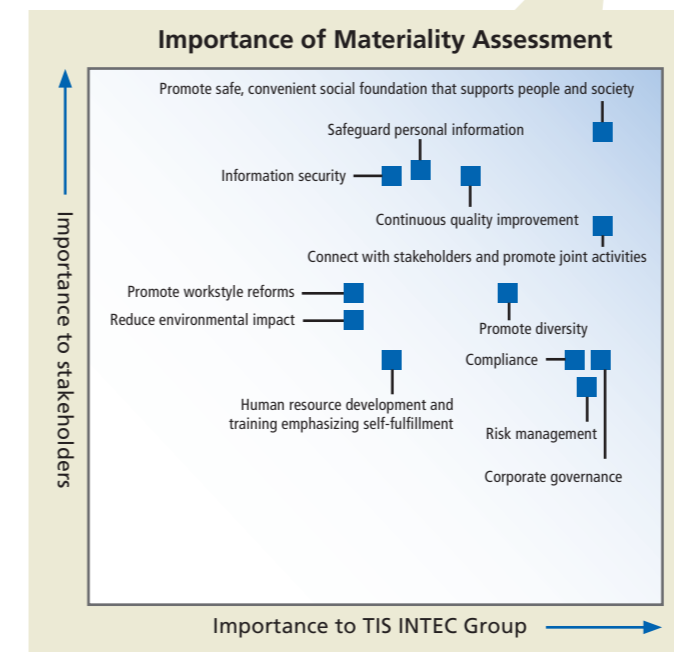 Importance of Materiality Assessment
Promote safe, convenient social foundation that supports people and society
Safeguard personal information
Information security
Continuous quality improvement
Connect with stakeholders and promote joint activities
Promote workstyle reforms
Reduce environmental impact
Promote diversity
Compliance
Human resource development and
training emphasizing self-fulfillment
Risk management
Corporate governance
Importance to stakeholders
Importance to TIS INTEC Group